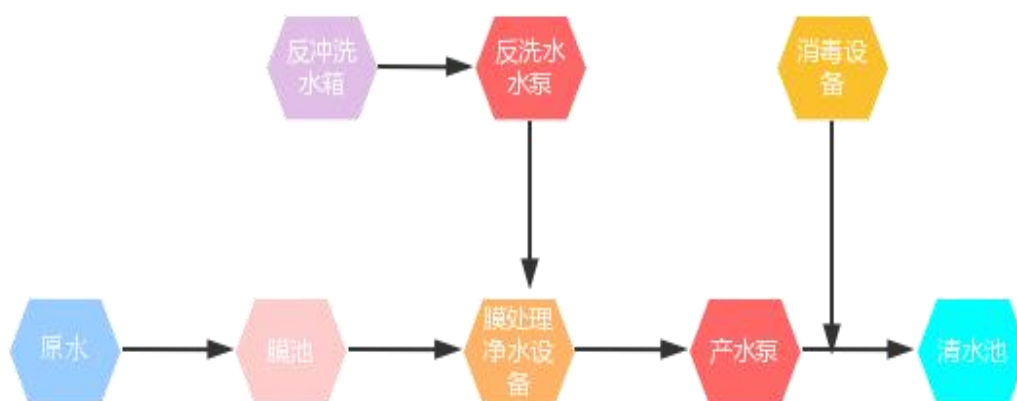 反冲洗
水箱
反洗水
水泵
消毒设
备
原水
膜池
膜处理
净水设
备
产水泵
清水池